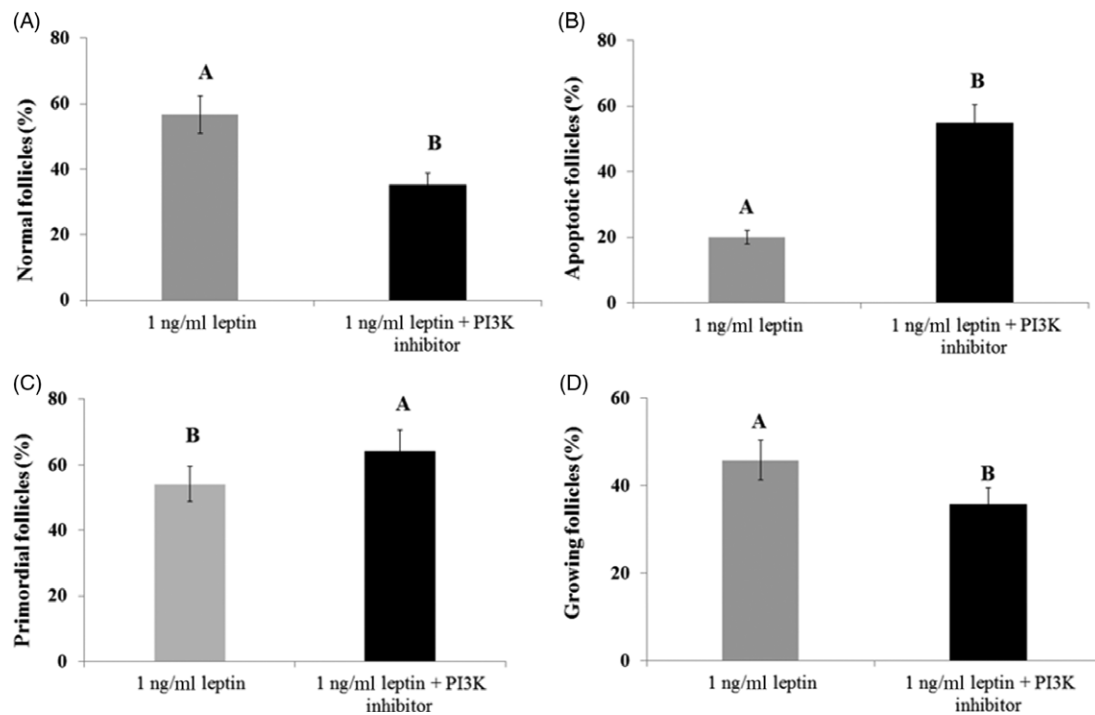 (A)
Normal follicles (%)
80
60
40
20
0
A
B
1 ng/ml leptin
1 ng/ml leptin + PI3K
inhibitor
(B)
Apoptotic follicles (%)
80
60
40
20
0
A
B
1 ng/ml leptin
1 ng/ml leptin + PI3K
inhibitor
(C)
Primordial follicles (%)
80
60
40
20
0
B
A
1 ng/ml leptin
1 ng/ml leptin + PI3K
inhibitor
(D)
Growing follicles (%)
60
40
20
0
A
B
1 ng/ml leptin
1 ng/ml leptin + PI3K
inhibitor